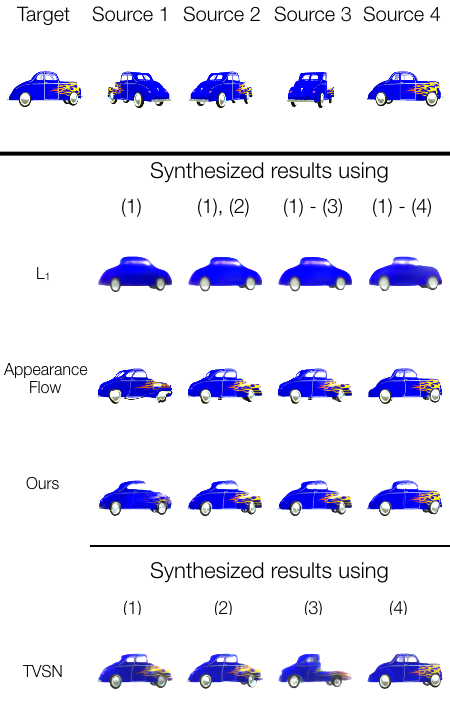 Target Source 1 Source 2 Source 3 Source 4
Synthesized results using
(1) (1), (2) (1) - (3) (1) - (4)
L1
Appearance
Flow
Ours
Synthesized results using
(1) (2) (3) (4)
TVSN